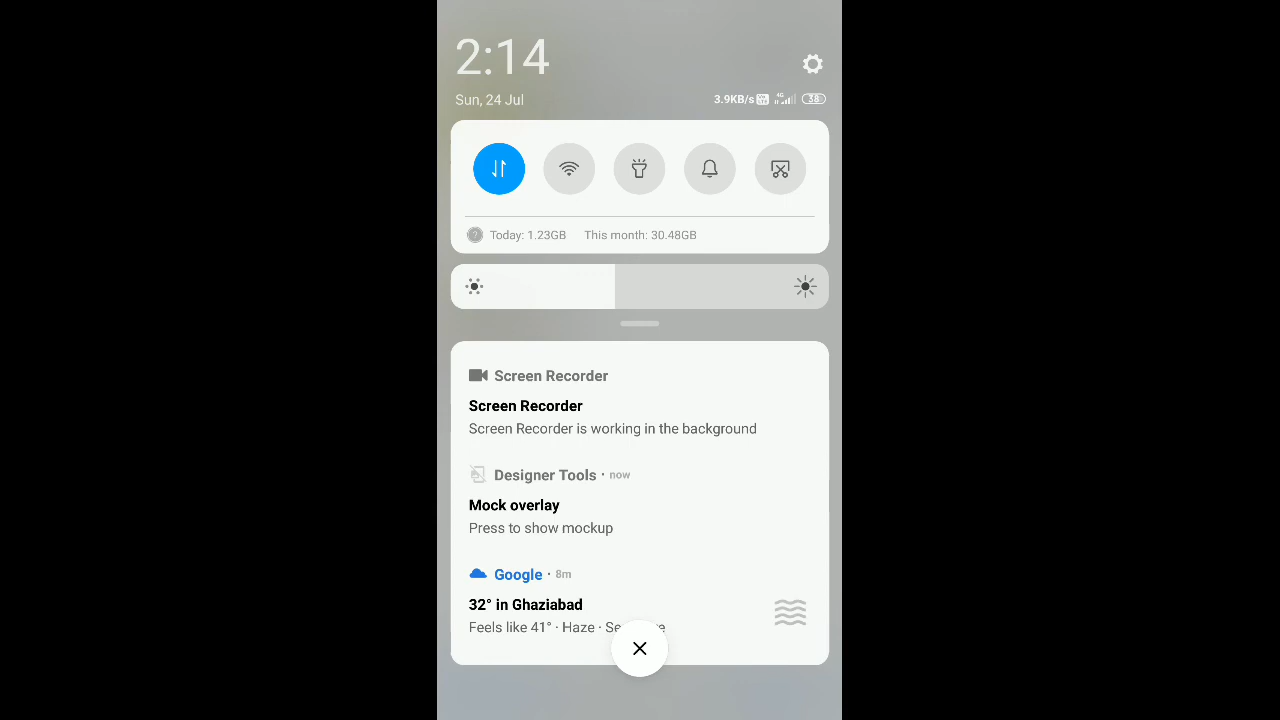 2:14
Sun, 24 Jul
3.9KB/s 4G 38
Today: 1.23GB This month: 30.48GB
Screen Recorder
Screen Recorder
Screen Recorder is working in the background
Designer Tools · now
Mock overlay
Press to show mockup
Google · 8m
32° in Ghaziabad
Feels like 41° · Haze ·